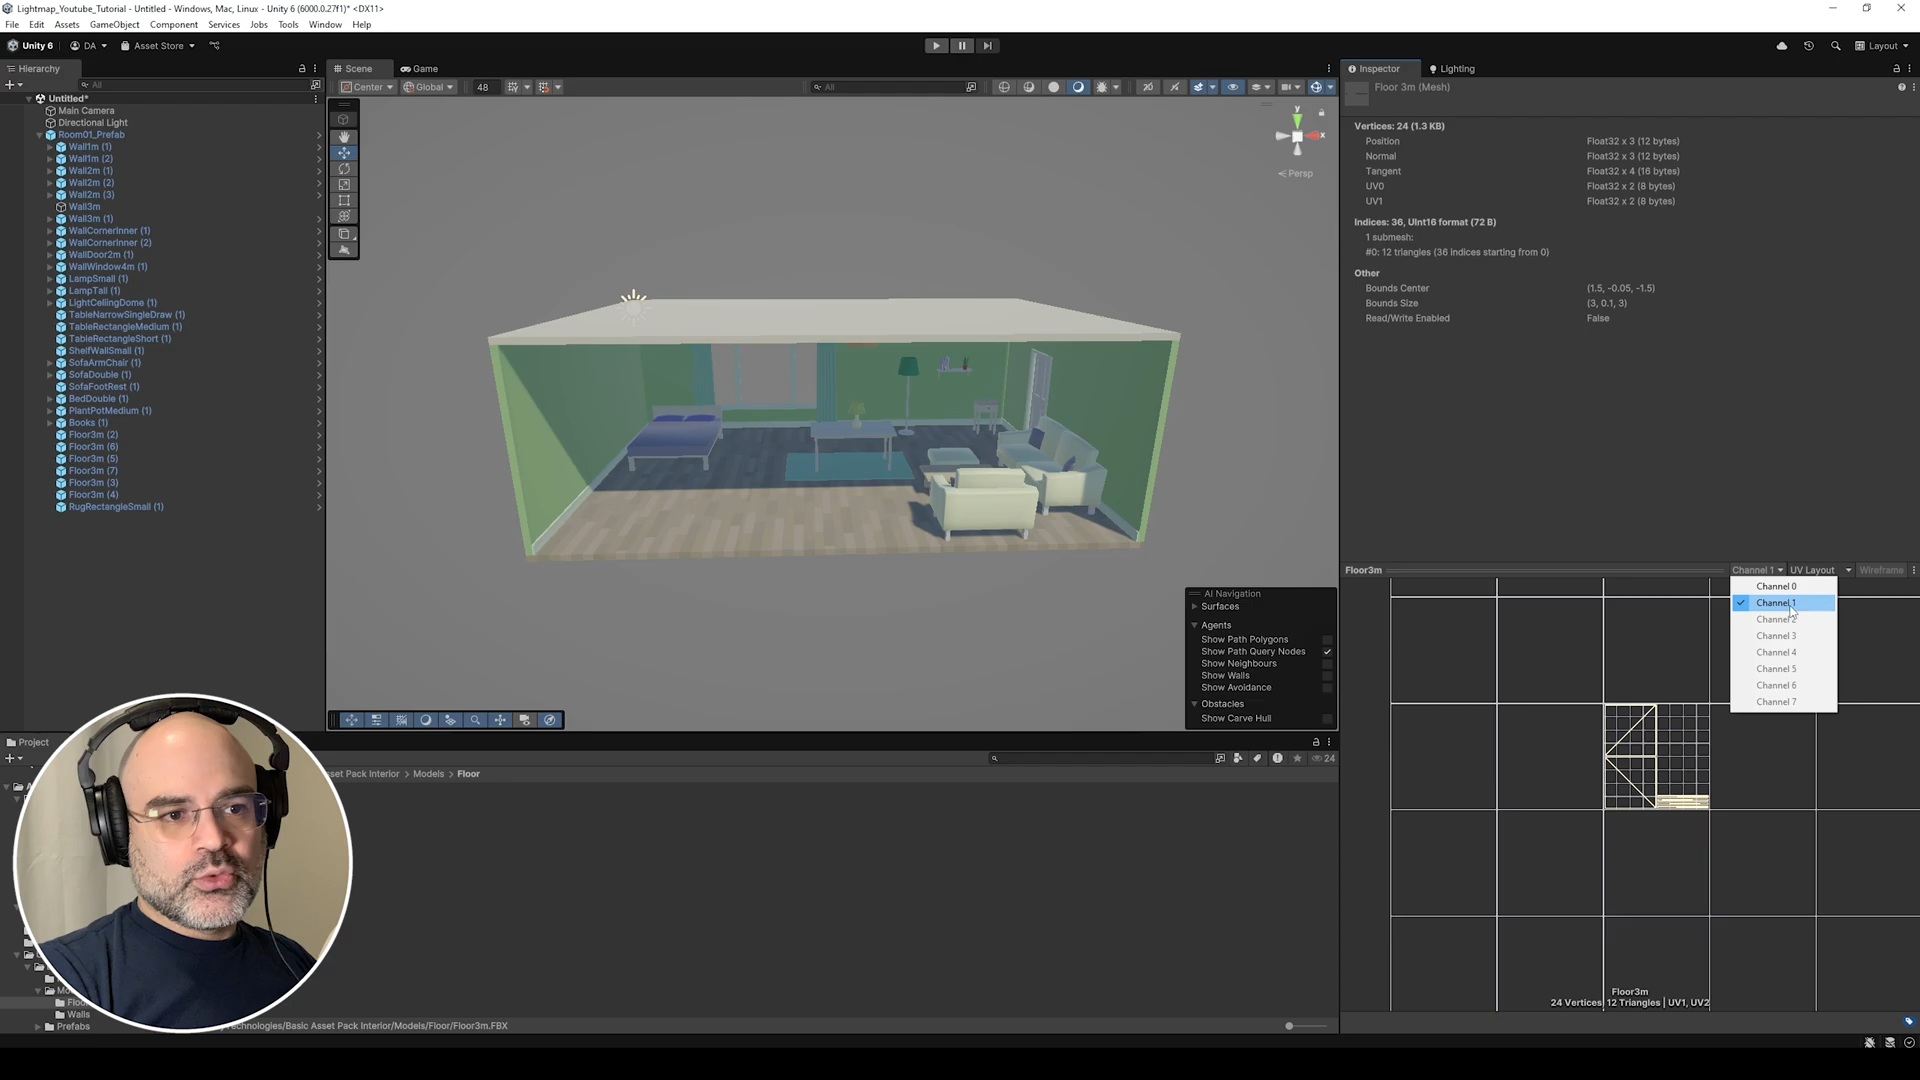 Lightmap_Youtube_Tutorial - Untitled - Windows, Mac, Linux - Unity 6 (6000.0.27f1)* <DX11>
File Edit Assets GameObject Component Services Jobs Tools Window Help
Unity 6 DA Asset Store Layout
Hierarchy
All
Untitled*
Main Camera
Directional Light
Room01_Prefab
Wall1m (1)
Wall1m (2)
Wall2m (1)
Wall2m (2)
Wall2m (3)
Wall3m
Wall3m (1)
WallCornerInner (1)
WallCornerInner (2)
WallDoor2m (1)
WallWindow4m (1)
LampSmall (1)
LampTall (1)
LightCeilingDome (1)
TableNarrowSingleDraw (1)
TableRectangleMedium (1)
TableRectangleShort (1)
ShelfWallSmall (1)
SofaArmChair (1)
SofaDouble (1)
SofaFootRest (1)
BedDouble (1)
PlantPotMedium (1)
Books (1)
Floor3m (2)
Floor3m (6)
Floor3m (5)
Floor3m (7)
Floor3m (3)
Floor3m (4)
RugRectangleSmall (1)
Scene Game
Center Global 48 All 2D
y
x
Persp
AI Navigation
Surfaces
Agents
Show Path Polygons
Show Path Query Nodes
Show Neighbours
Show Walls
Show Avoidance
Obstacles
Show Carve Hull
Inspector Lighting
Floor 3m (Mesh)
Vertices: 24 (1.3 KB)
Position Float32 x 3 (12 bytes)
Normal Float32 x 3 (12 bytes)
Tangent Float32 x 4 (16 bytes)
UV0 Float32 x 2 (8 bytes)
UV1 Float32 x 2 (8 bytes)
Indices: 36, UInt16 format (72 B)
1 submesh:
#0: 12 triangles (36 indices starting from 0)
Other
Bounds Center (1.5, -0.05, -1.5)
Bounds Size (3, 0.1, 3)
Read/Write Enabled False
Floor3m Channel 1 UV Layout Wireframe
Channel 0
Channel 1
Channel 2
Channel 3
Channel 4
Channel 5
Channel 6
Channel 7
Floor3m
24 Vertices, 12 Triangles | UV1, UV2
Project
24
sset Pack Interior > Models > Floor
Walls
Prefabs
Technologies/Basic Asset Pack Interior/Models/Floor/Floor3m.FBX